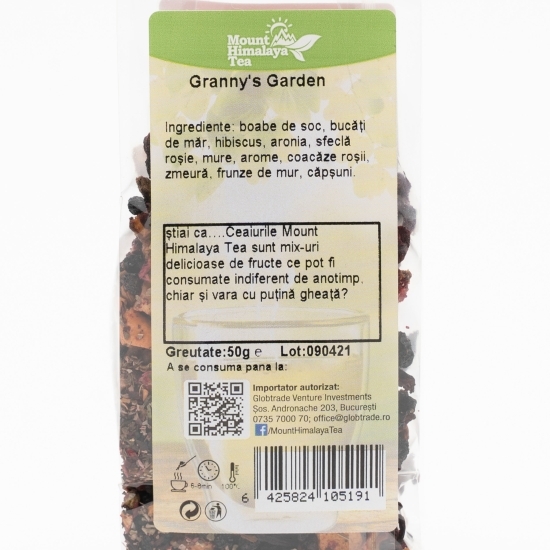 Mount
Himalaya
Tea
Granny's Garden
Ingrediente: boabe de soc, bucăți
de măr, hibiscus, aronia, sfeclă
roșie, mure, arome, coacăze roșii,
zmeură, frunze de mur, căpșuni.
știai ca....Ceaiurile Mount
Himalaya Tea sunt mix-uri
delicioase de fructe ce pot fi
consumate indiferent de anotimp.
chiar și vara cu puțină gheață?
Greutate:50g e Lot:090421
A se consuma pana la:
Importator autorizat:
Globtrade Venture Investments
Șos. Andronache 203, București
0735 7000 70; office@globtrade.ro
f/MountHimalayaTea
6-8min 100°C
6 425824 105191